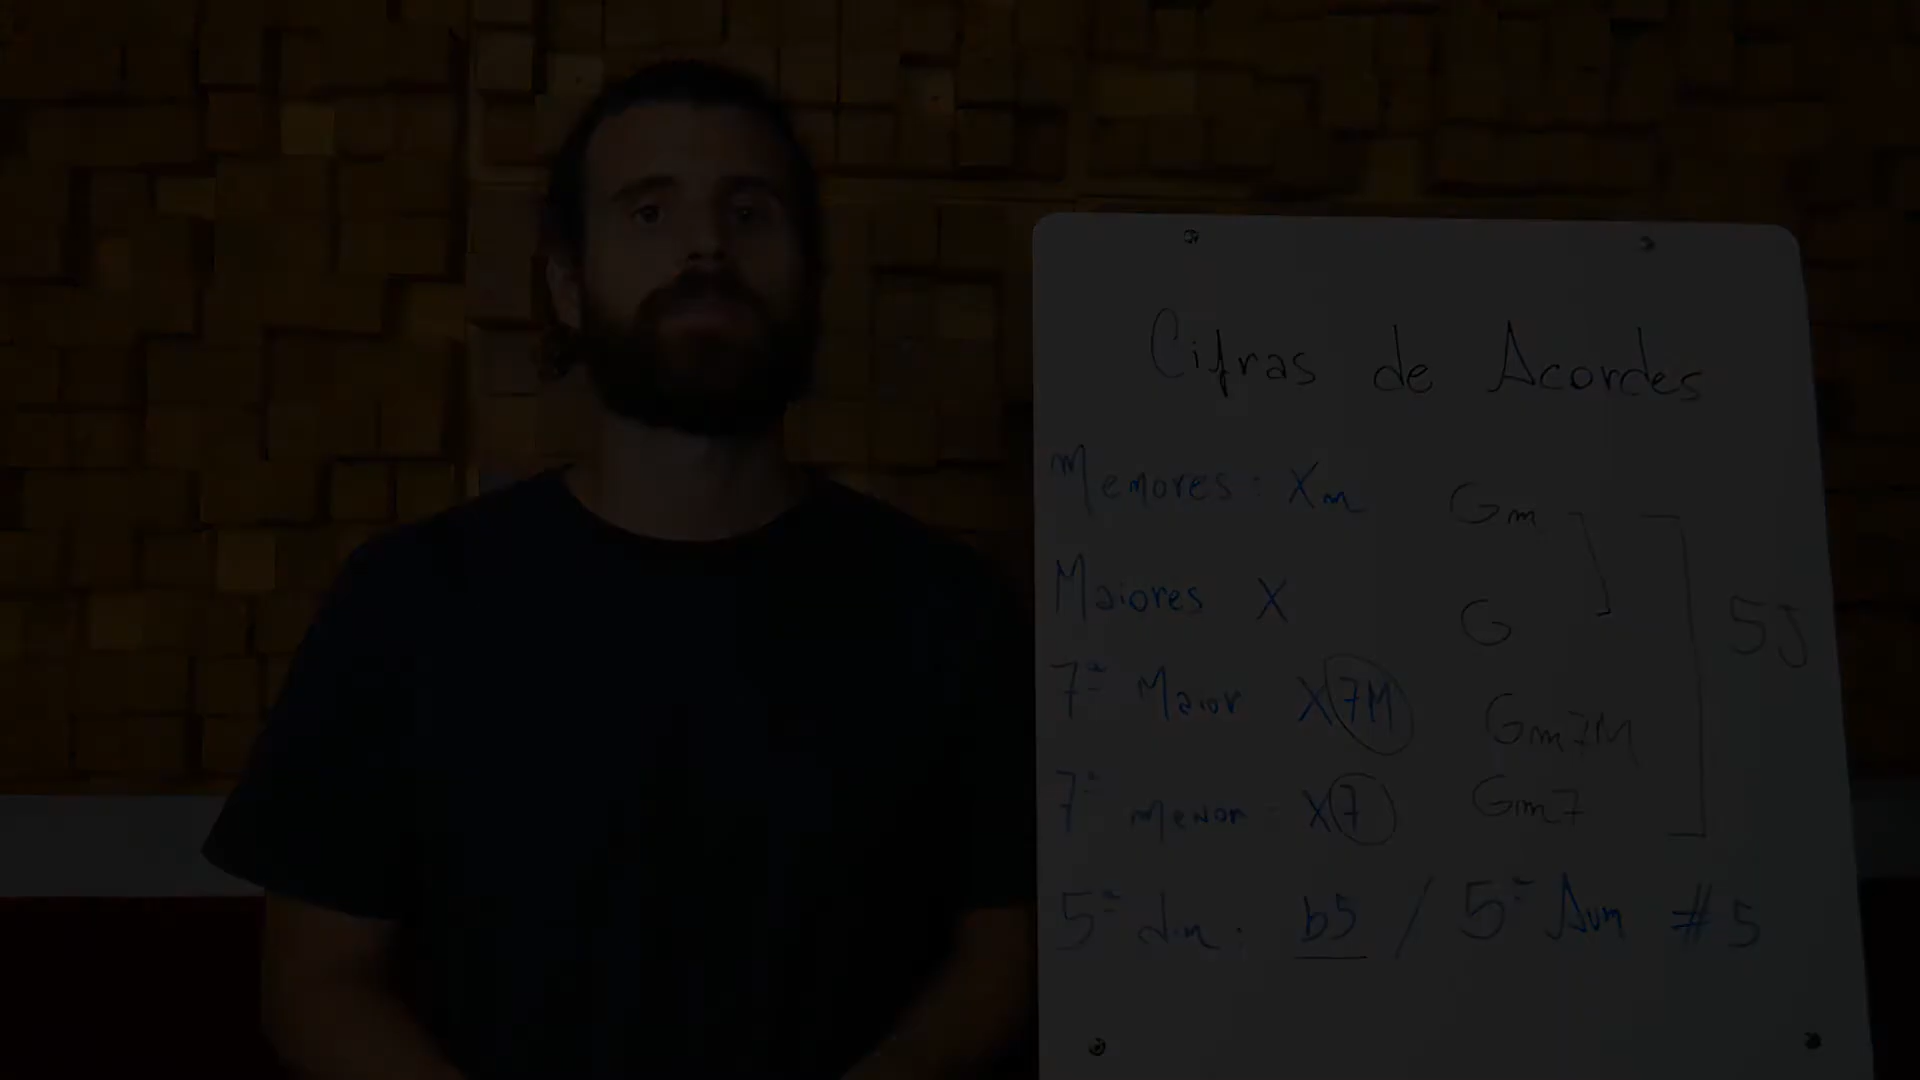 Cifras de Acordes
Menores: Xm Gm
Maiores X G
5J
7ª Maior X7M Gm7M
7ª menor X7 Gm7
5ª dim: b5 / 5ª Aum #5